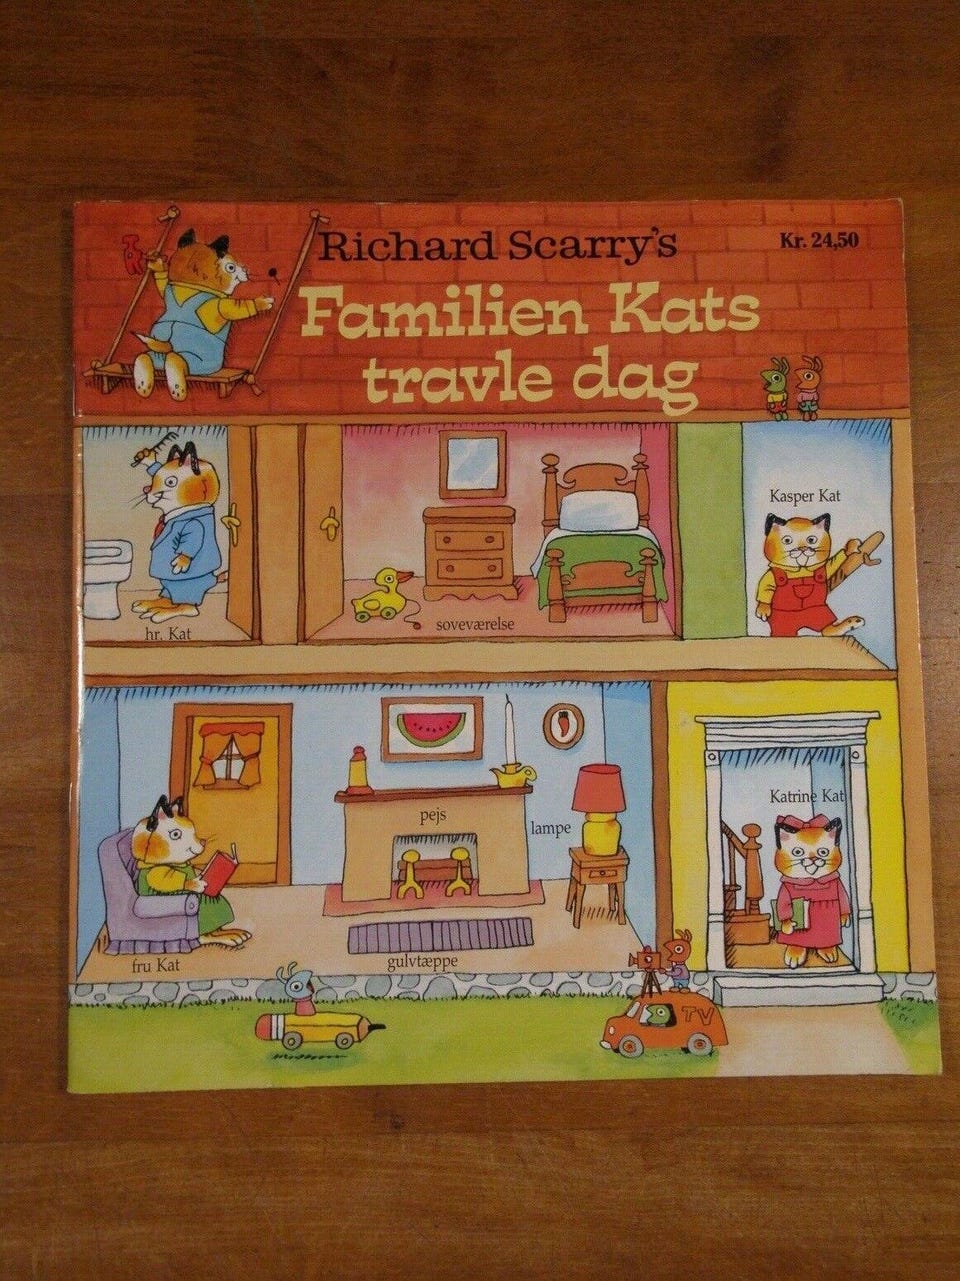 Richard Scarry's
Kr. 24,50
Familien Kats
travle dag
Kasper Kat
hr. Kat
soveværelse
Katrine Kat
pejs
lampe
fru Kat
gulvtæppe
TV